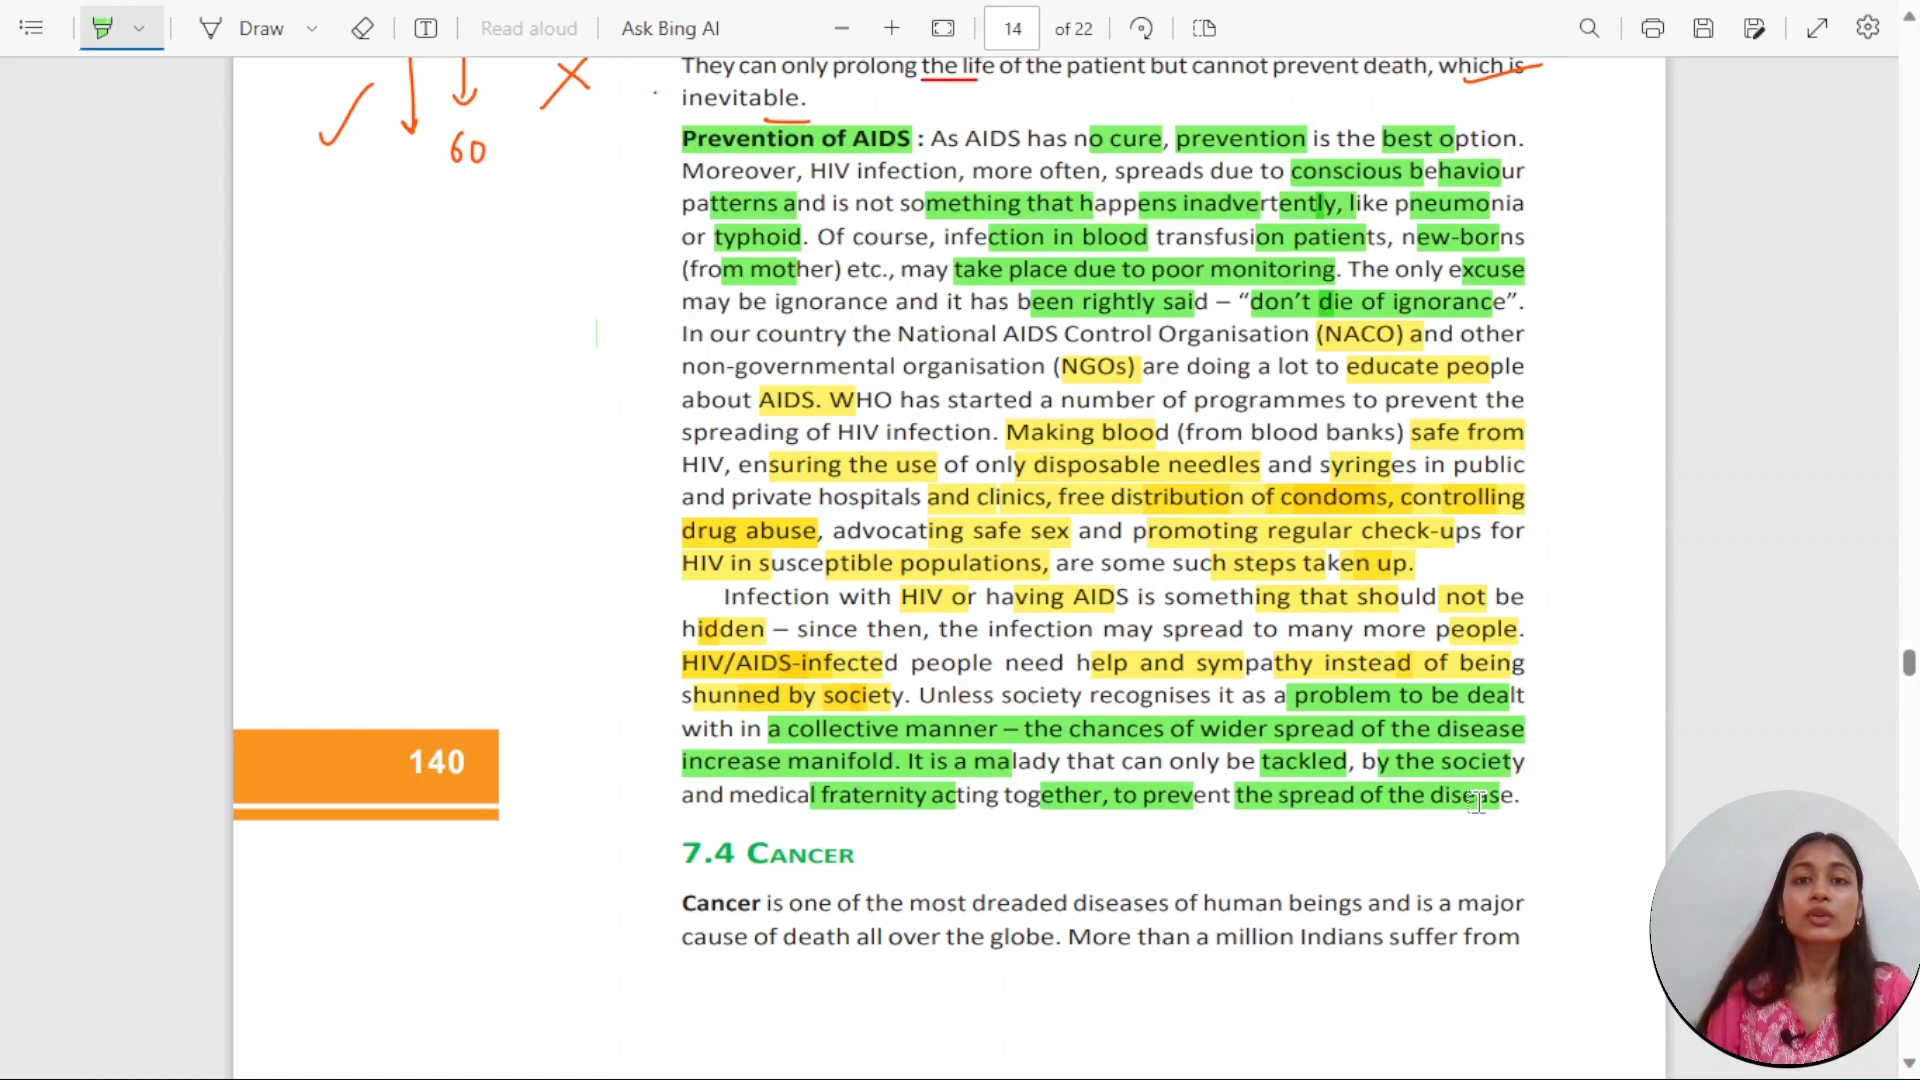 Draw
Read aloud
Ask Bing AI
14
of 22
They can only prolong the life of the patient but cannot prevent death, which is
inevitable.
60
Prevention of AIDS : As AIDS has no cure, prevention is the best option.
Moreover, HIV infection, more often, spreads due to conscious behaviour
patterns and is not something that happens inadvertently, like pneumonia
or typhoid. Of course, infection in blood transfusion patients, new-borns
(from mother) etc., may take place due to poor monitoring. The only excuse
may be ignorance and it has been rightly said – “don’t die of ignorance”.
In our country the National AIDS Control Organisation (NACO) and other
non-governmental organisation (NGOs) are doing a lot to educate people
about AIDS. WHO has started a number of programmes to prevent the
spreading of HIV infection. Making blood (from blood banks) safe from
HIV, ensuring the use of only disposable needles and syringes in public
and private hospitals and clinics, free distribution of condoms, controlling
drug abuse, advocating safe sex and promoting regular check-ups for
HIV in susceptible populations, are some such steps taken up.
Infection with HIV or having AIDS is something that should not be
hidden – since then, the infection may spread to many more people.
HIV/AIDS-infected people need help and sympathy instead of being
shunned by society. Unless society recognises it as a problem to be dealt
with in a collective manner – the chances of wider spread of the disease
increase manifold. It is a malady that can only be tackled, by the society
and medical fraternity acting together, to prevent the spread of the disease.
140
7.4 CANCER
Cancer is one of the most dreaded diseases of human beings and is a major
cause of death all over the globe. More than a million Indians suffer from